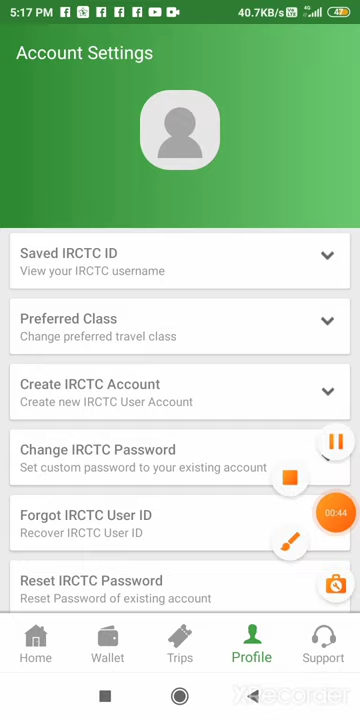 5:17 PM 40.7KB/s 4G 47
Account Settings
Saved IRCTC ID
View your IRCTC username
Preferred Class
Change preferred travel class
Create IRCTC Account
Create new IRCTC User Account
Change IRCTC Password
Set custom password to your existing account
00:44
Forgot IRCTC User ID
Recover IRCTC User ID
Reset IRCTC Password
Reset Password of existing account
Home Wallet Trips Profile Support
XRecorder